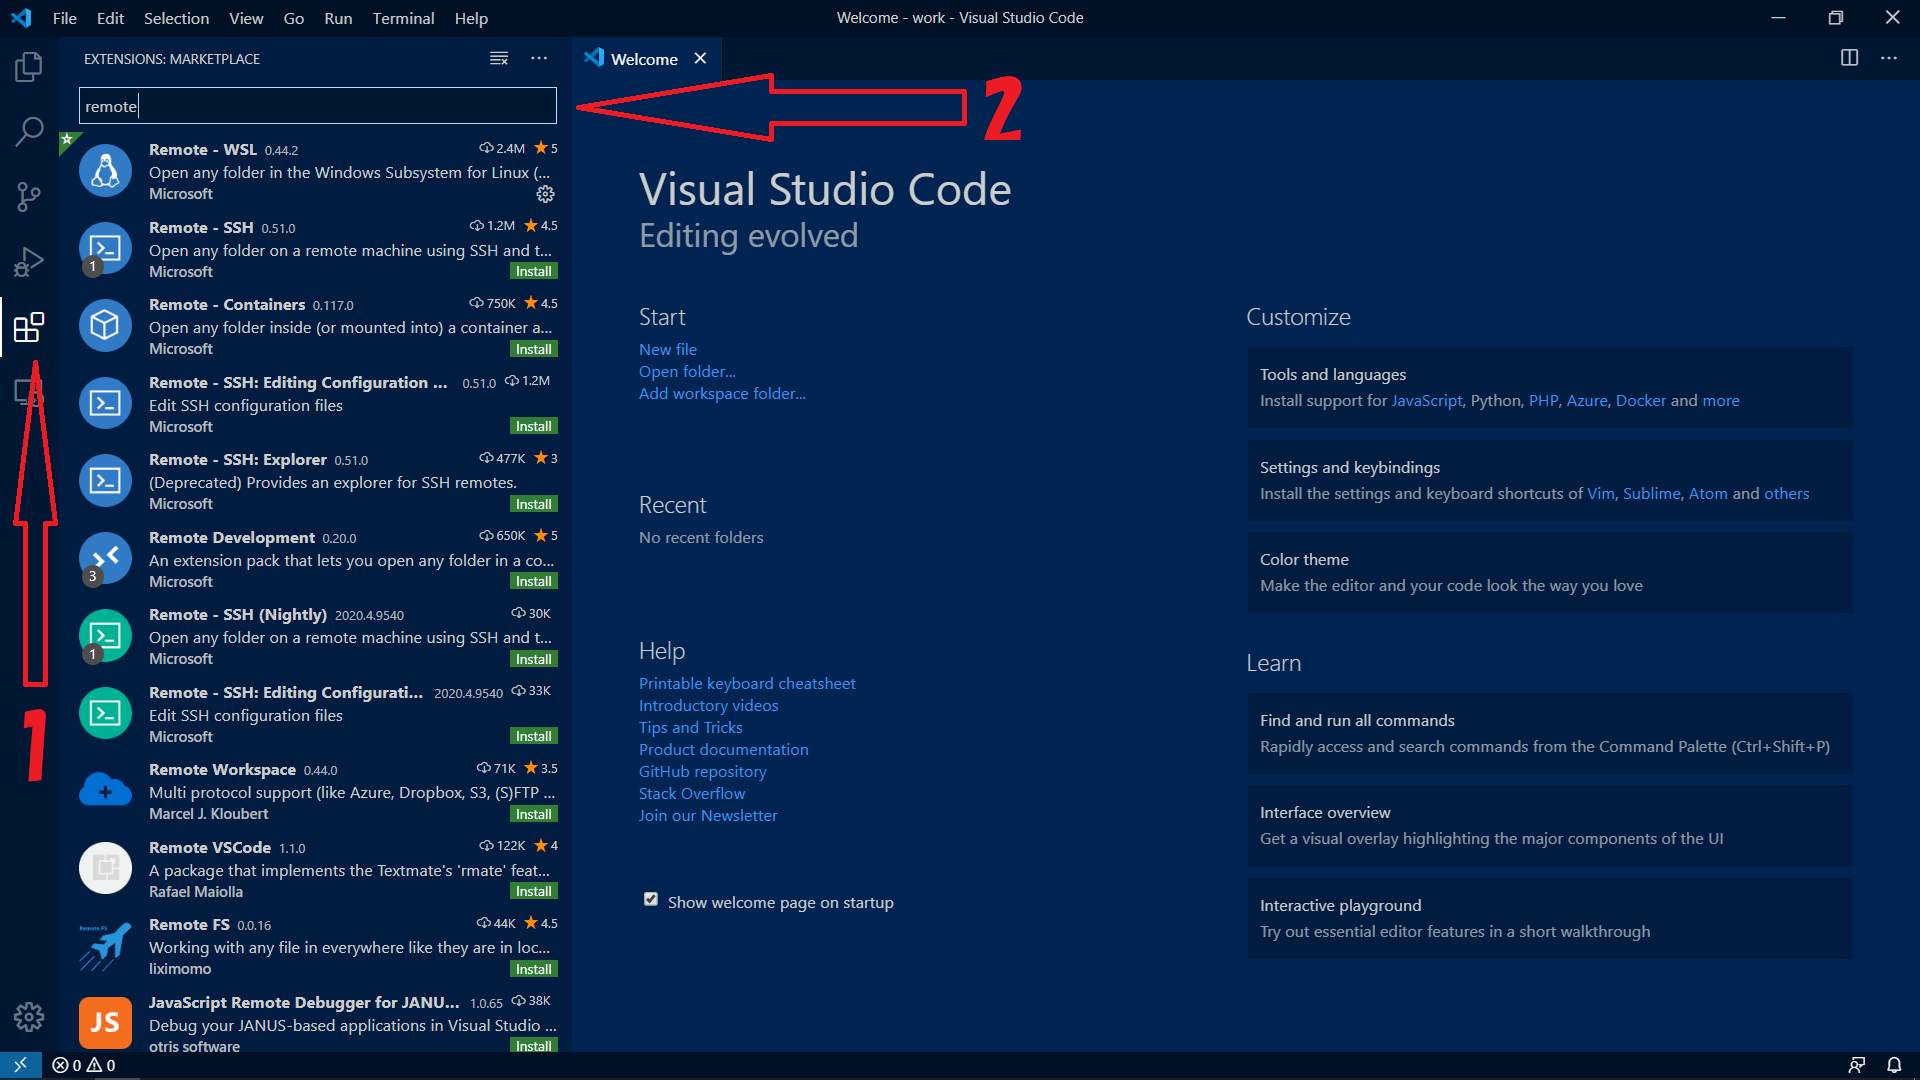 File Edit Selection View Go Run Terminal Help
Welcome - work - Visual Studio Code
EXTENSIONS: MARKETPLACE
remote
Remote - WSL 0.44.2 2.4M 5
Open any folder in the Windows Subsystem for Linux (...
Microsoft
Remote - SSH 0.51.0 1.2M 4.5
Open any folder on a remote machine using SSH and t...
1
Microsoft Install
Remote - Containers 0.117.0 750K 4.5
Open any folder inside (or mounted into) a container a...
Microsoft Install
Remote - SSH: Editing Configuration ... 0.51.0 1.2M
Edit SSH configuration files
Microsoft Install
Remote - SSH: Explorer 0.51.0 477K 3
(Deprecated) Provides an explorer for SSH remotes.
Microsoft Install
Remote Development 0.20.0 650K 5
An extension pack that lets you open any folder in a co...
3
Microsoft Install
Remote - SSH (Nightly) 2020.4.9540 30K
Open any folder on a remote machine using SSH and t...
1
Microsoft Install
Remote - SSH: Editing Configurati... 2020.4.9540 33K
Edit SSH configuration files
Microsoft Install
Remote Workspace 0.44.0 71K 3.5
Multi protocol support (like Azure, Dropbox, S3, (S)FTP ...
Marcel J. Kloubert Install
Remote VSCode 1.1.0 122K 4
A package that implements the Textmate's 'rmate' feat...
Rafael Maiolla Install
Remote FS
Remote FS 0.0.16 44K 4.5
Working with any file in everywhere like they are in loc...
liximomo Install
JS
JavaScript Remote Debugger for JANU... 1.0.65 38K
Debug your JANUS-based applications in Visual Studio ...
otris software Install
1
2
Welcome
Visual Studio Code
Editing evolved
Start
New file
Open folder...
Add workspace folder...
Recent
No recent folders
Help
Printable keyboard cheatsheet
Introductory videos
Tips and Tricks
Product documentation
GitHub repository
Stack Overflow
Join our Newsletter
Show welcome page on startup
Customize
Tools and languages
Install support for JavaScript, Python, PHP, Azure, Docker and more
Settings and keybindings
Install the settings and keyboard shortcuts of Vim, Sublime, Atom and others
Color theme
Make the editor and your code look the way you love
Learn
Find and run all commands
Rapidly access and search commands from the Command Palette (Ctrl+Shift+P)
Interface overview
Get a visual overlay highlighting the major components of the UI
Interactive playground
Try out essential editor features in a short walkthrough
0 0